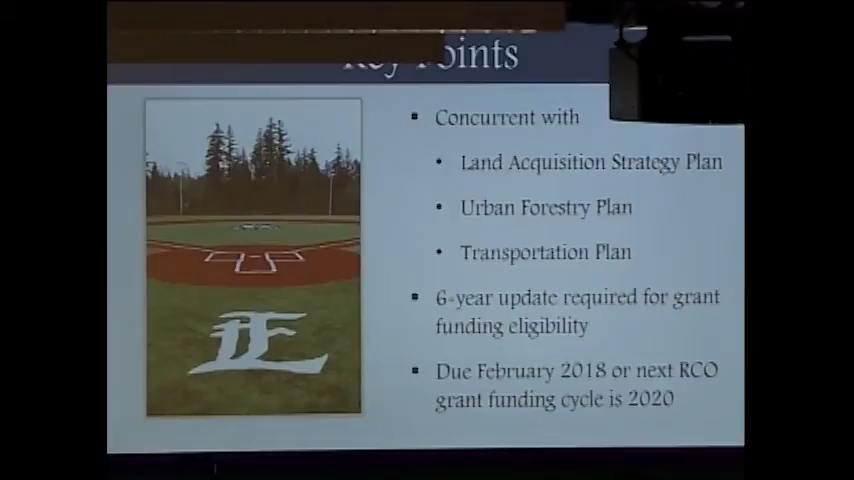 Key Points
Concurrent with
Land Acquisition Strategy Plan
Urban Forestry Plan
Transportation Plan
6-year update required for grant
funding eligibility
Due February 2018 or next RCO
grant funding cycle is 2020